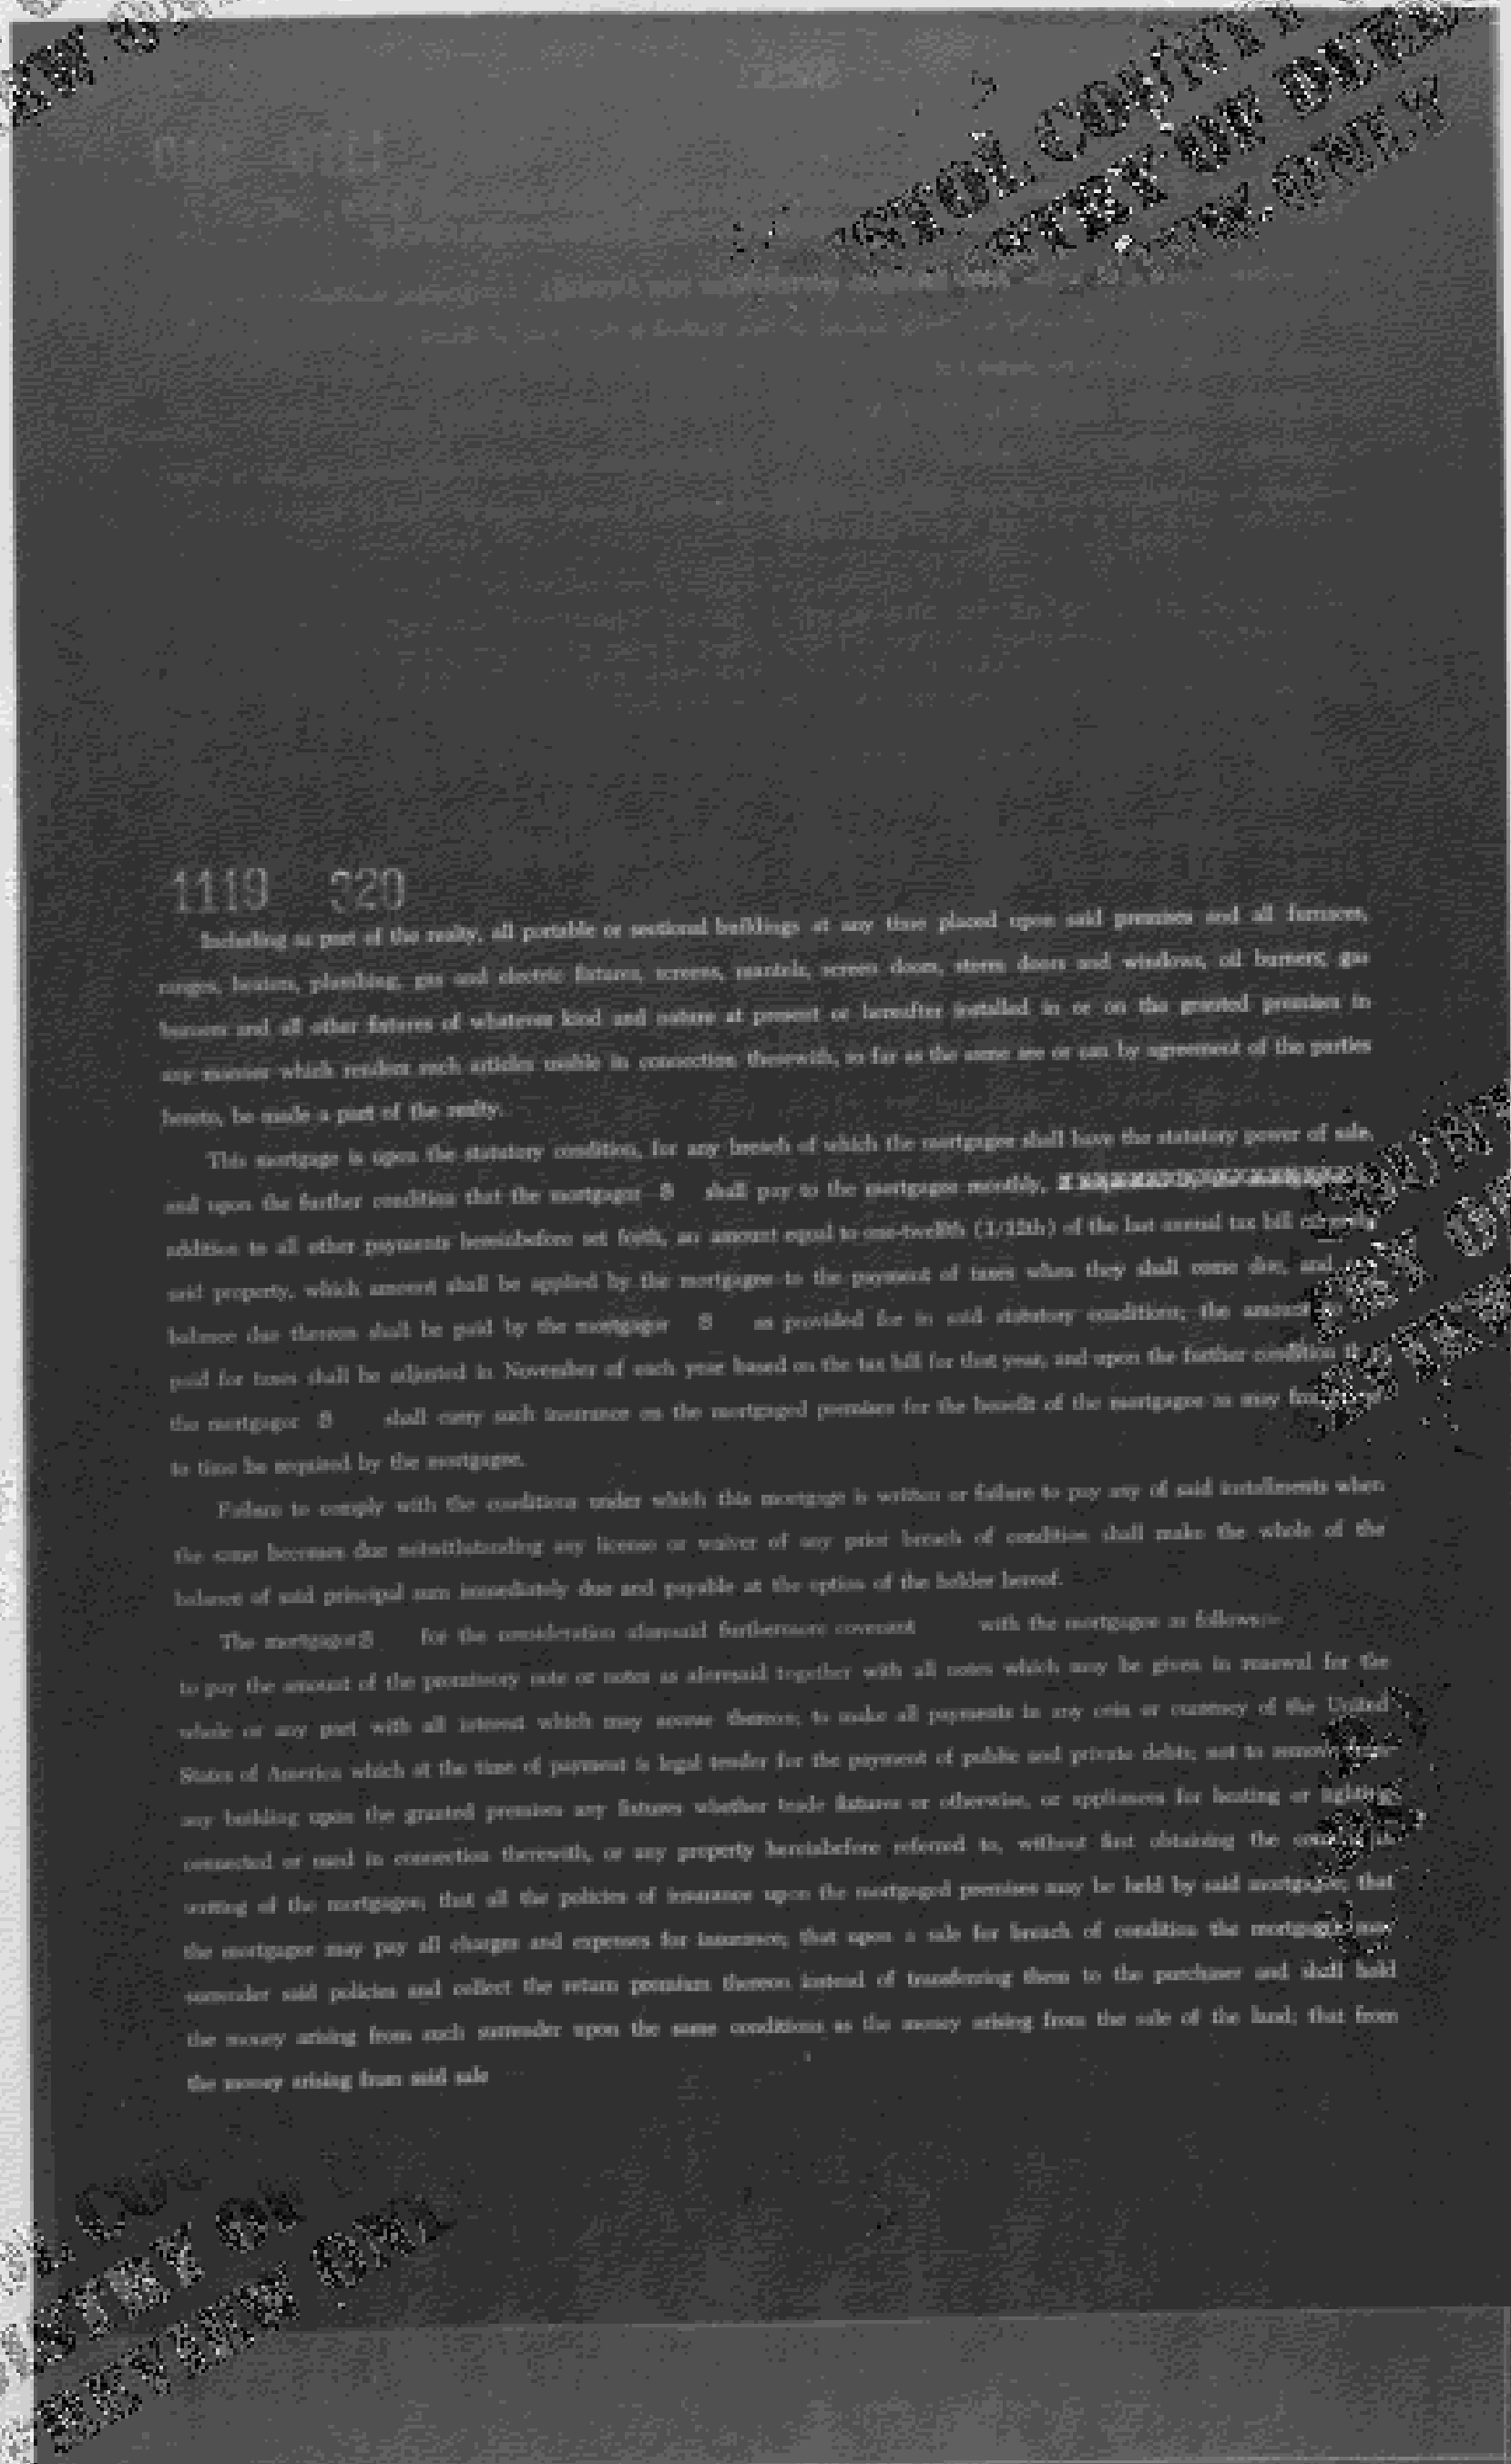 1119 320
Including as part of the realty, all portable or sectional buildings at any time placed upon said premises and all furnaces,
ranges, heaters, plumbing, gas and electric fixtures, screens, mantels, screen doors, storm doors and windows, oil burners, gas
burners and all other fixtures of whatever kind and nature at present or hereafter installed in or on the granted premises in
any manner which renders such articles usable in connection therewith, so far as the same are or can by agreement of the parties
hereto, be made a part of the realty.
This mortgage is upon the statutory condition, for any breach of which the mortgagee shall have the statutory power of sale,
and upon the further condition that the mortgagor S shall pay to the mortgagee monthly,
addition to all other payments hereinbefore set forth, an amount equal to one-twelfth (1/12th) of the last annual tax bill
said property, which amount shall be applied by the mortgagee to the payment of taxes when they shall come due, and
balance due thereon shall be paid by the mortgagor S as provided for in said statutory conditions; the amount
paid for taxes shall be adjusted in November of each year based on the tax bill for that year, and upon the further condition
the mortgagor S shall carry such insurance on the mortgaged premises for the benefit of the mortgagee as may
to time be required by the mortgagee.
Failure to comply with the conditions under which this mortgage is written or failure to pay any of said installments when
the same becomes due notwithstanding any license or waiver of any prior breach of condition shall make the whole of the
balance of said principal sum immediately due and payable at the option of the holder hereof.
The mortgagorS for the consideration aforesaid furthermore covenant with the mortgagee as follows:-
to pay the amount of the promissory note or notes as aforesaid together with all notes which may be given in renewal for the
whole or any part with all interest which may accrue thereon; to make all payments in any coin or currency of the United
States of America which at the time of payment is legal tender for the payment of public and private debts; not to remove
any building upon the granted premises any fixtures whether trade fixtures or otherwise, or appliances for heating or lighting,
connected or used in connection therewith, or any property hereinbefore referred to, without first obtaining the
writing of the mortgagee; that all the policies of insurance upon the mortgaged premises may be held by said mortgagee; that
the mortgagee may pay all charges and expenses for insurance; that upon a sale for breach of condition the mortgagee may
surrender said policies and collect the return premium thereon instead of transferring them to the purchaser and shall hold
the money arising from such surrender upon the same conditions as the money arising from the sale of the land; that from
the money arising from said sale